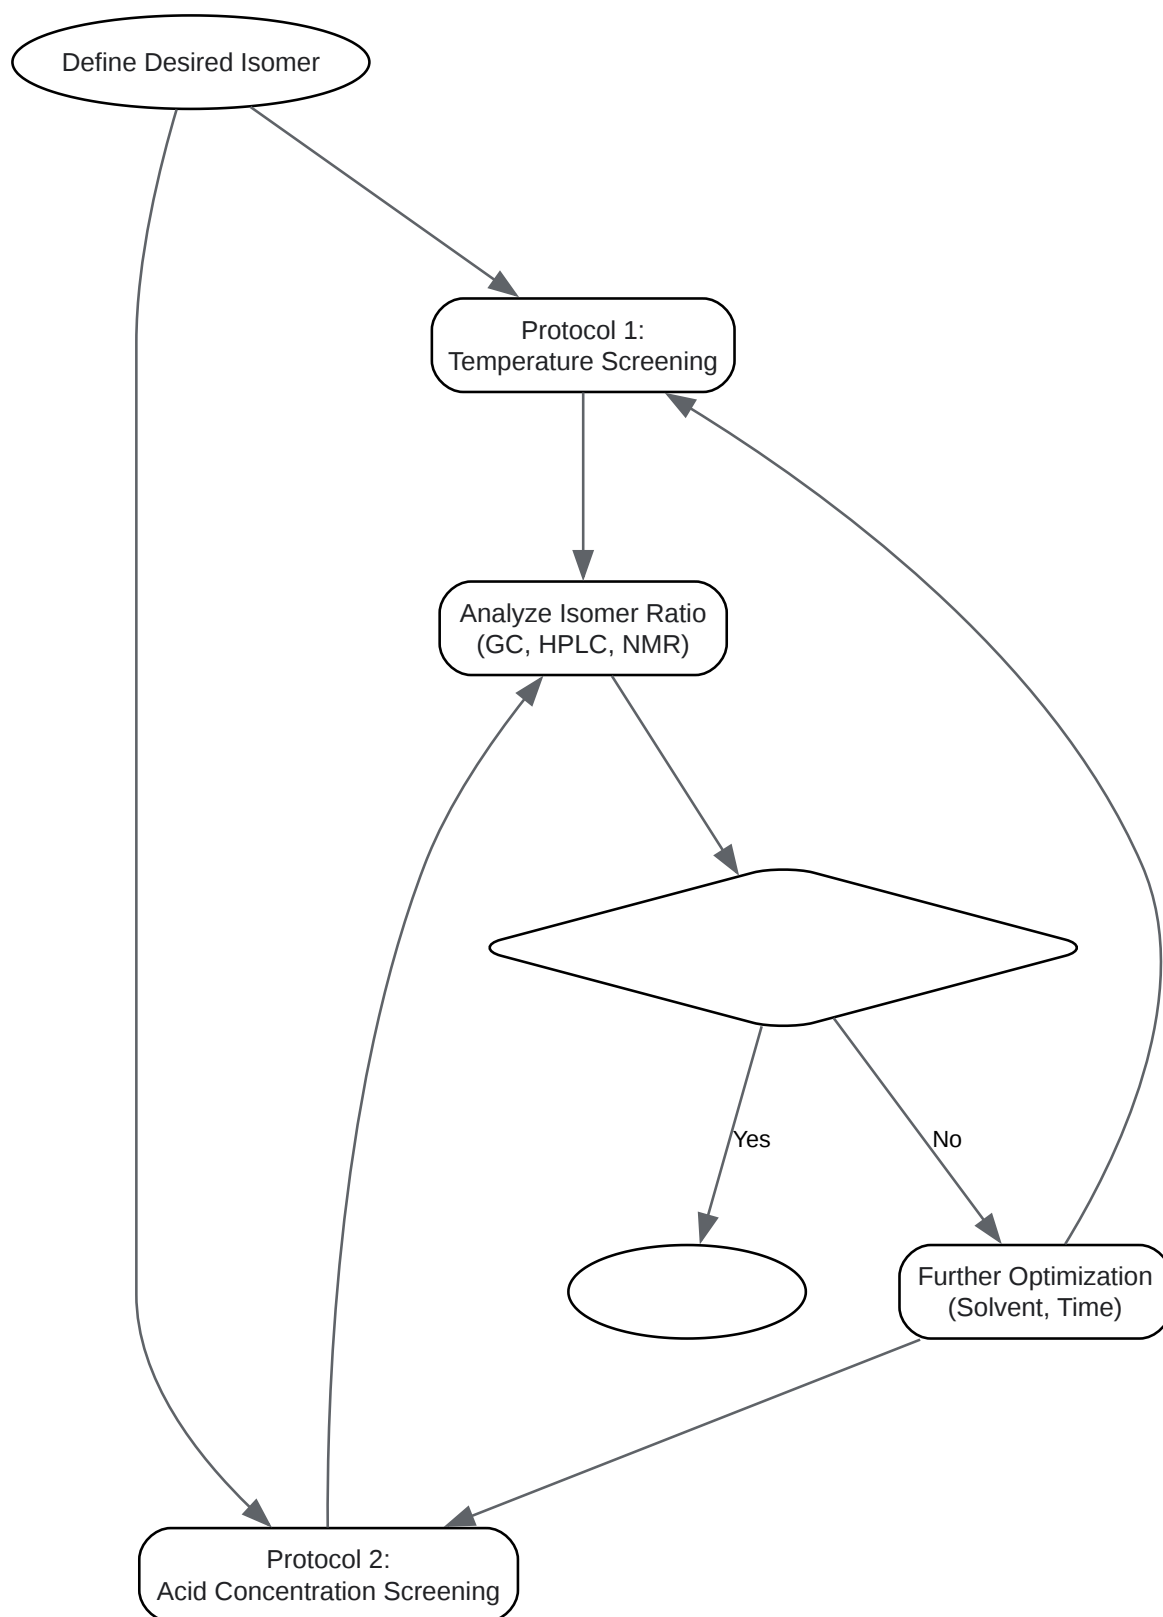 Define Desired Isomer
Protocol 1:
Temperature Screening
Analyze Isomer Ratio
(GC, HPLC, NMR)
Yes
No
Further Optimization
(Solvent, Time)
Protocol 2:
Acid Concentration Screening